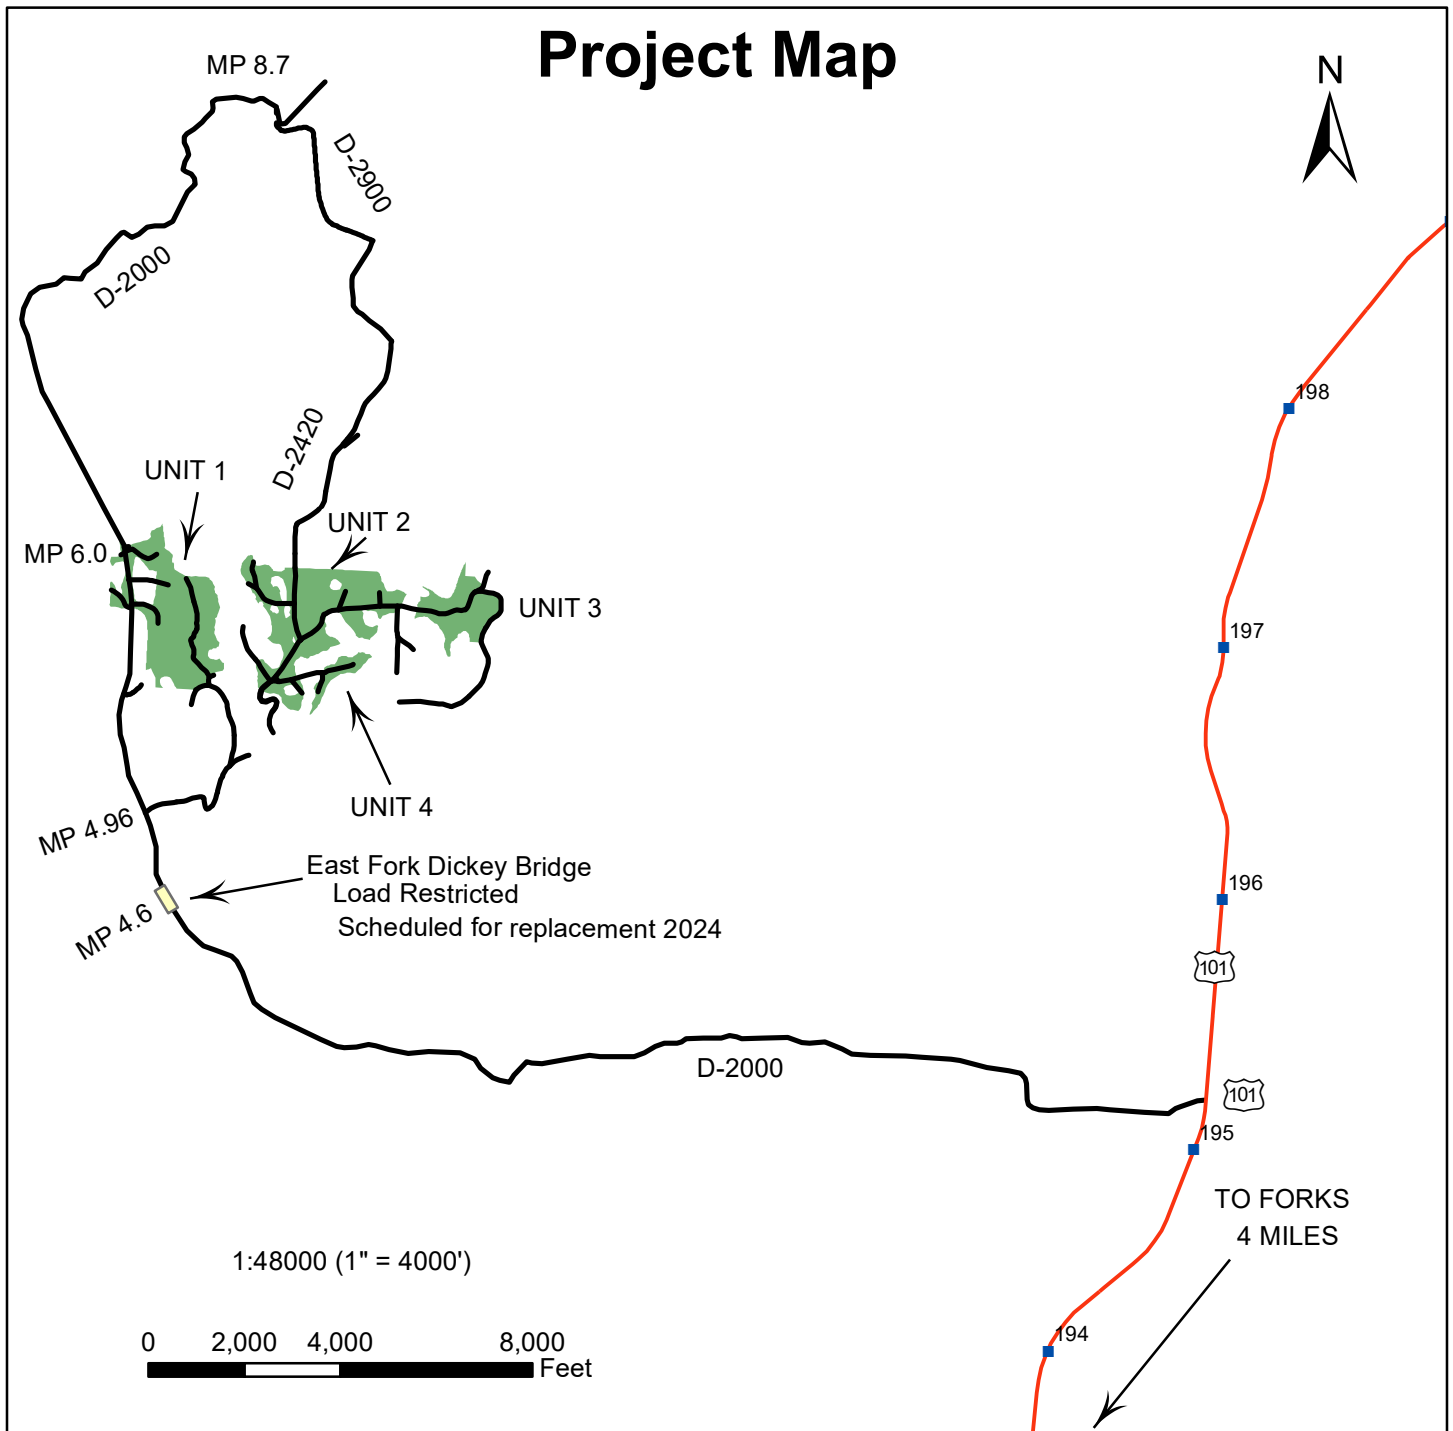 Project Map
MP 8.7
N
D-2900
D-2000
198
D-2420
UNIT 1
UNIT 2
MP 6.0
UNIT 3
197
UNIT 4
MP 4.96
East Fork Dickey Bridge
Load Restricted
Scheduled for replacement 2024
196
MP 4.6
101
D-2000
101
195
TO FORKS
4 MILES
1:48000 (1" = 4000')
194
0 2,000 4,000 8,000
Feet